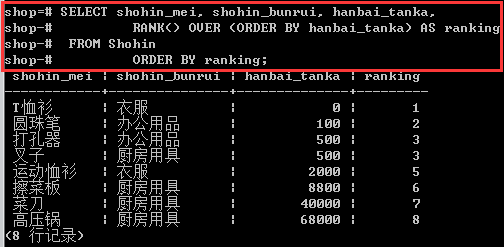 shop=# SELECT shohin_mei, shohin_bunrui, hanbai_tanka,
shop-#        RANK() OVER (ORDER BY hanbai_tanka) AS ranking
shop-#  FROM Shohin
shop-#        ORDER BY ranking;
shohin_mei | shohin_bunrui | hanbai_tanka | ranking
-----------+---------------+--------------+---------
T恤衫 | 衣服 | 0 | 1
圆珠笔 | 办公用品 | 100 | 2
打孔器 | 办公用品 | 500 | 3
叉子 | 厨房用具 | 500 | 3
运动恤衫 | 衣服 | 2000 | 5
擦菜板 | 厨房用具 | 8800 | 6
菜刀 | 厨房用具 | 40000 | 7
高压锅 | 厨房用具 | 68000 | 8
(8 行记录)